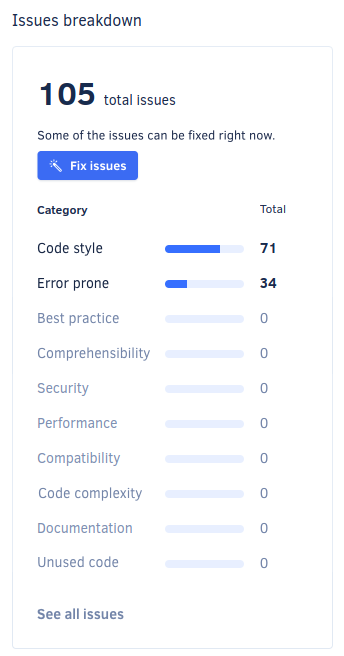 Issues breakdown
105 total issues
Some of the issues can be fixed right now.
Fix issues
Category Total
Code style 71
Error prone 34
Best practice 0
Comprehensibility 0
Security 0
Performance 0
Compatibility 0
Code complexity 0
Documentation 0
Unused code 0
See all issues